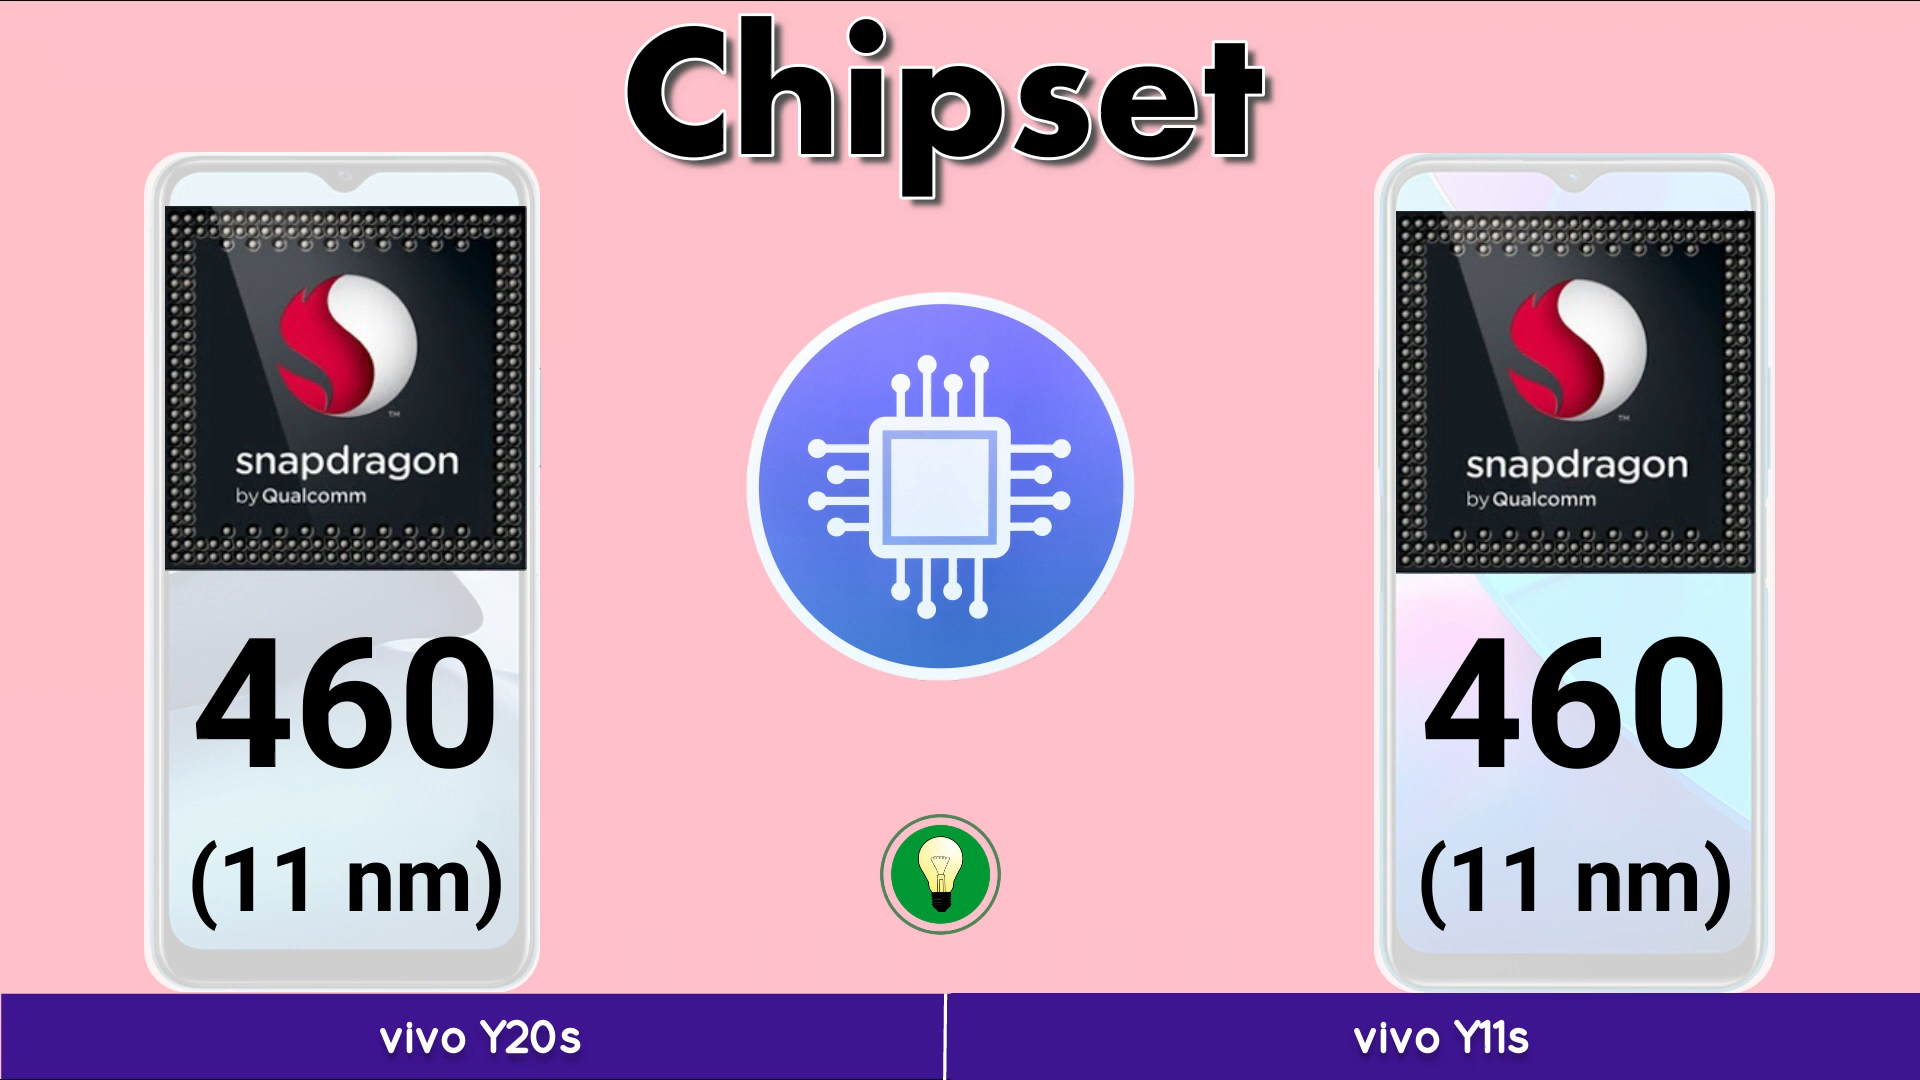 Chipset
snapdragon
by Qualcomm
460
(11 nm)
vivo Y20s
snapdragon
by Qualcomm
460
(11 nm)
vivo Y11s